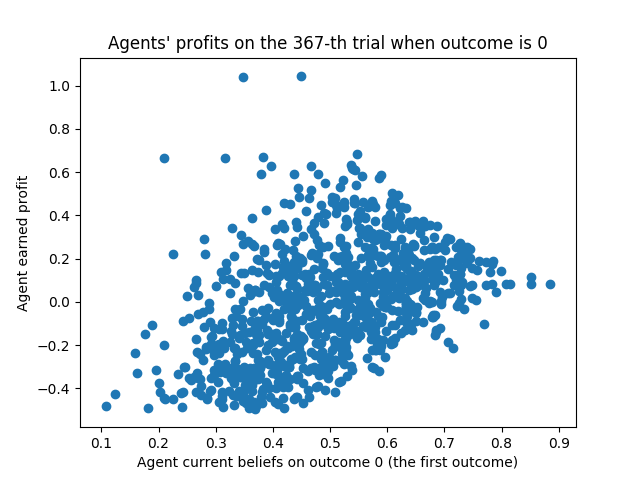 Agents' profits on the 367-th trial when outcome is 0
Agent earned profit
1.0
0.8
0.6
0.4
0.2
0.0
−0.2
−0.4
0.1 0.2 0.3 0.4 0.5 0.6 0.7 0.8 0.9
Agent current beliefs on outcome 0 (the first outcome)